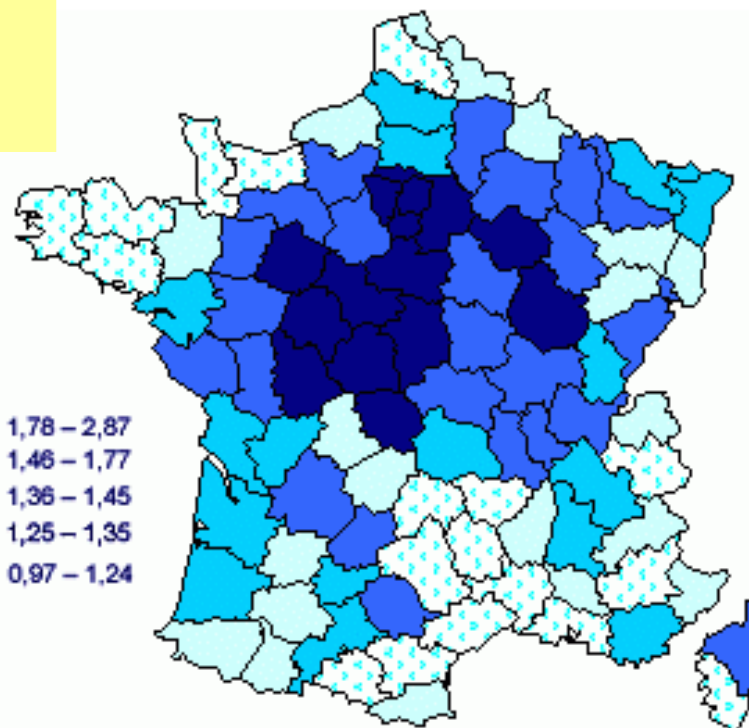 1,78 – 2,87
1,46 – 1,77
1,36 – 1,45
1,25 – 1,35
0,97 – 1,24